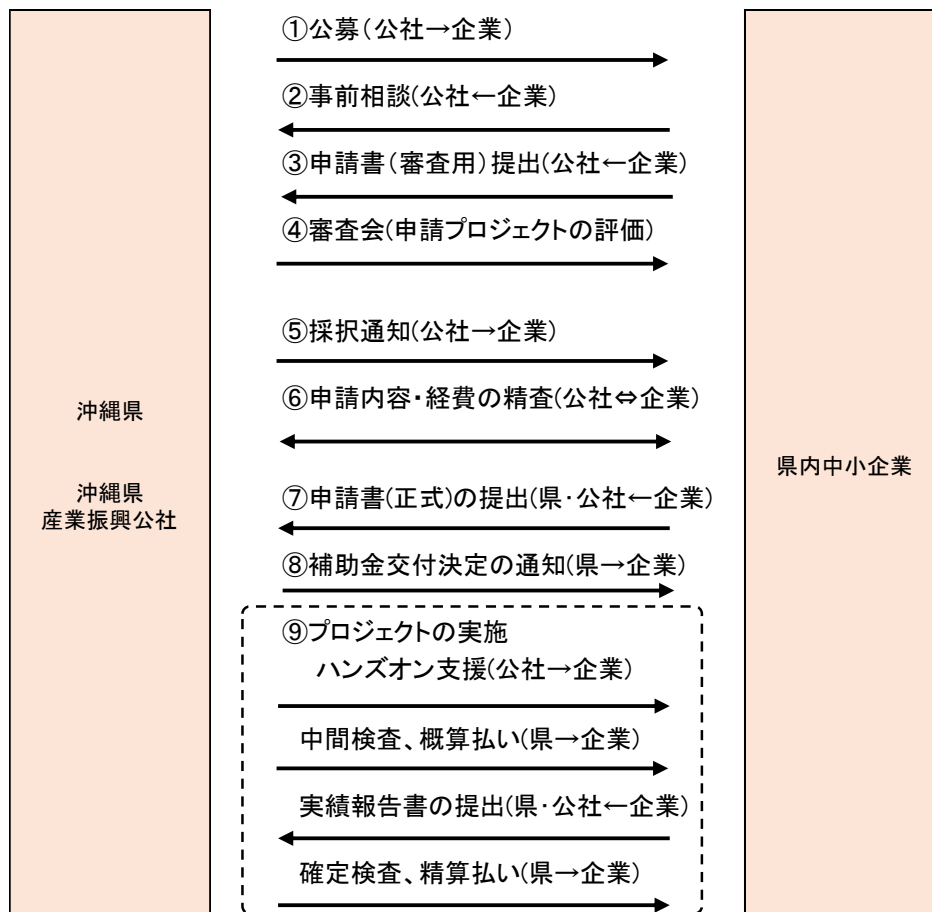 ①公募（公社→企業）
②事前相談(公社←企業)
③申請書（審査用）提出(公社←企業)
④審査会(申請プロジェクトの評価)
⑤採択通知(公社→企業)
⑥申請内容・経費の精査(公社⇔企業)
沖縄県
県内中小企業
沖縄県
産業振興公社
⑦申請書(正式)の提出(県・公社←企業)
⑧補助金交付決定の通知(県→企業)
⑨プロジェクトの実施
ハンズオン支援(公社→企業)
中間検査、概算払い(県→企業)
実績報告書の提出(県・公社←企業)
確定検査、精算払い(県→企業)